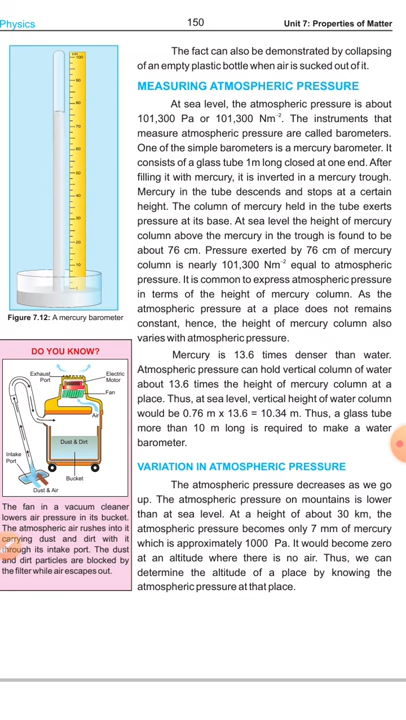 Physics
150
Unit 7: Properties of Matter
The fact can also be demonstrated by collapsing
of an empty plastic bottle when air is sucked out of it.
MEASURING ATMOSPHERIC PRESSURE
At sea level, the atmospheric pressure is about
101,300 Pa or 101,300 Nm⁻². The instruments that
measure atmospheric pressure are called barometers.
One of the simple barometers is a mercury barometer. It
consists of a glass tube 1m long closed at one end. After
filling it with mercury, it is inverted in a mercury trough.
Mercury in the tube descends and stops at a certain
height. The column of mercury held in the tube exerts
pressure at its base. At sea level the height of mercury
column above the mercury in the trough is found to be
about 76 cm. Pressure exerted by 76 cm of mercury
column is nearly 101,300 Nm⁻² equal to atmospheric
pressure. It is common to express atmospheric pressure
in terms of the height of mercury column. As the
atmospheric pressure at a place does not remains
constant, hence, the height of mercury column also
varies with atmospheric pressure.
Mercury is 13.6 times denser than water.
Atmospheric pressure can hold vertical column of water
about 13.6 times the height of mercury column at a
place. Thus, at sea level, vertical height of water column
would be 0.76 m x 13.6 = 10.34 m. Thus, a glass tube
more than 10 m long is required to make a water
barometer.
VARIATION IN ATMOSPHERIC PRESSURE
The atmospheric pressure decreases as we go
up. The atmospheric pressure on mountains is lower
than at sea level. At a height of about 30 km, the
atmospheric pressure becomes only 7 mm of mercury
which is approximately 1000 Pa. It would become zero
at an altitude where there is no air. Thus, we can
determine the altitude of a place by knowing the
atmospheric pressure at that place.
100
90
80
70
60
50
40
30
20
10
Figure 7.12: A mercury barometer
DO YOU KNOW?
Exhaust
Port
Electric
Motor
Fan
Air
Dust & Dirt
Intake
Port
Bucket
Dust & Air
The fan in a vacuum cleaner
lowers air pressure in its bucket.
The atmospheric air rushes into it
carrying dust and dirt with it
through its intake port. The dust
and dirt particles are blocked by
the filter while air escapes out.